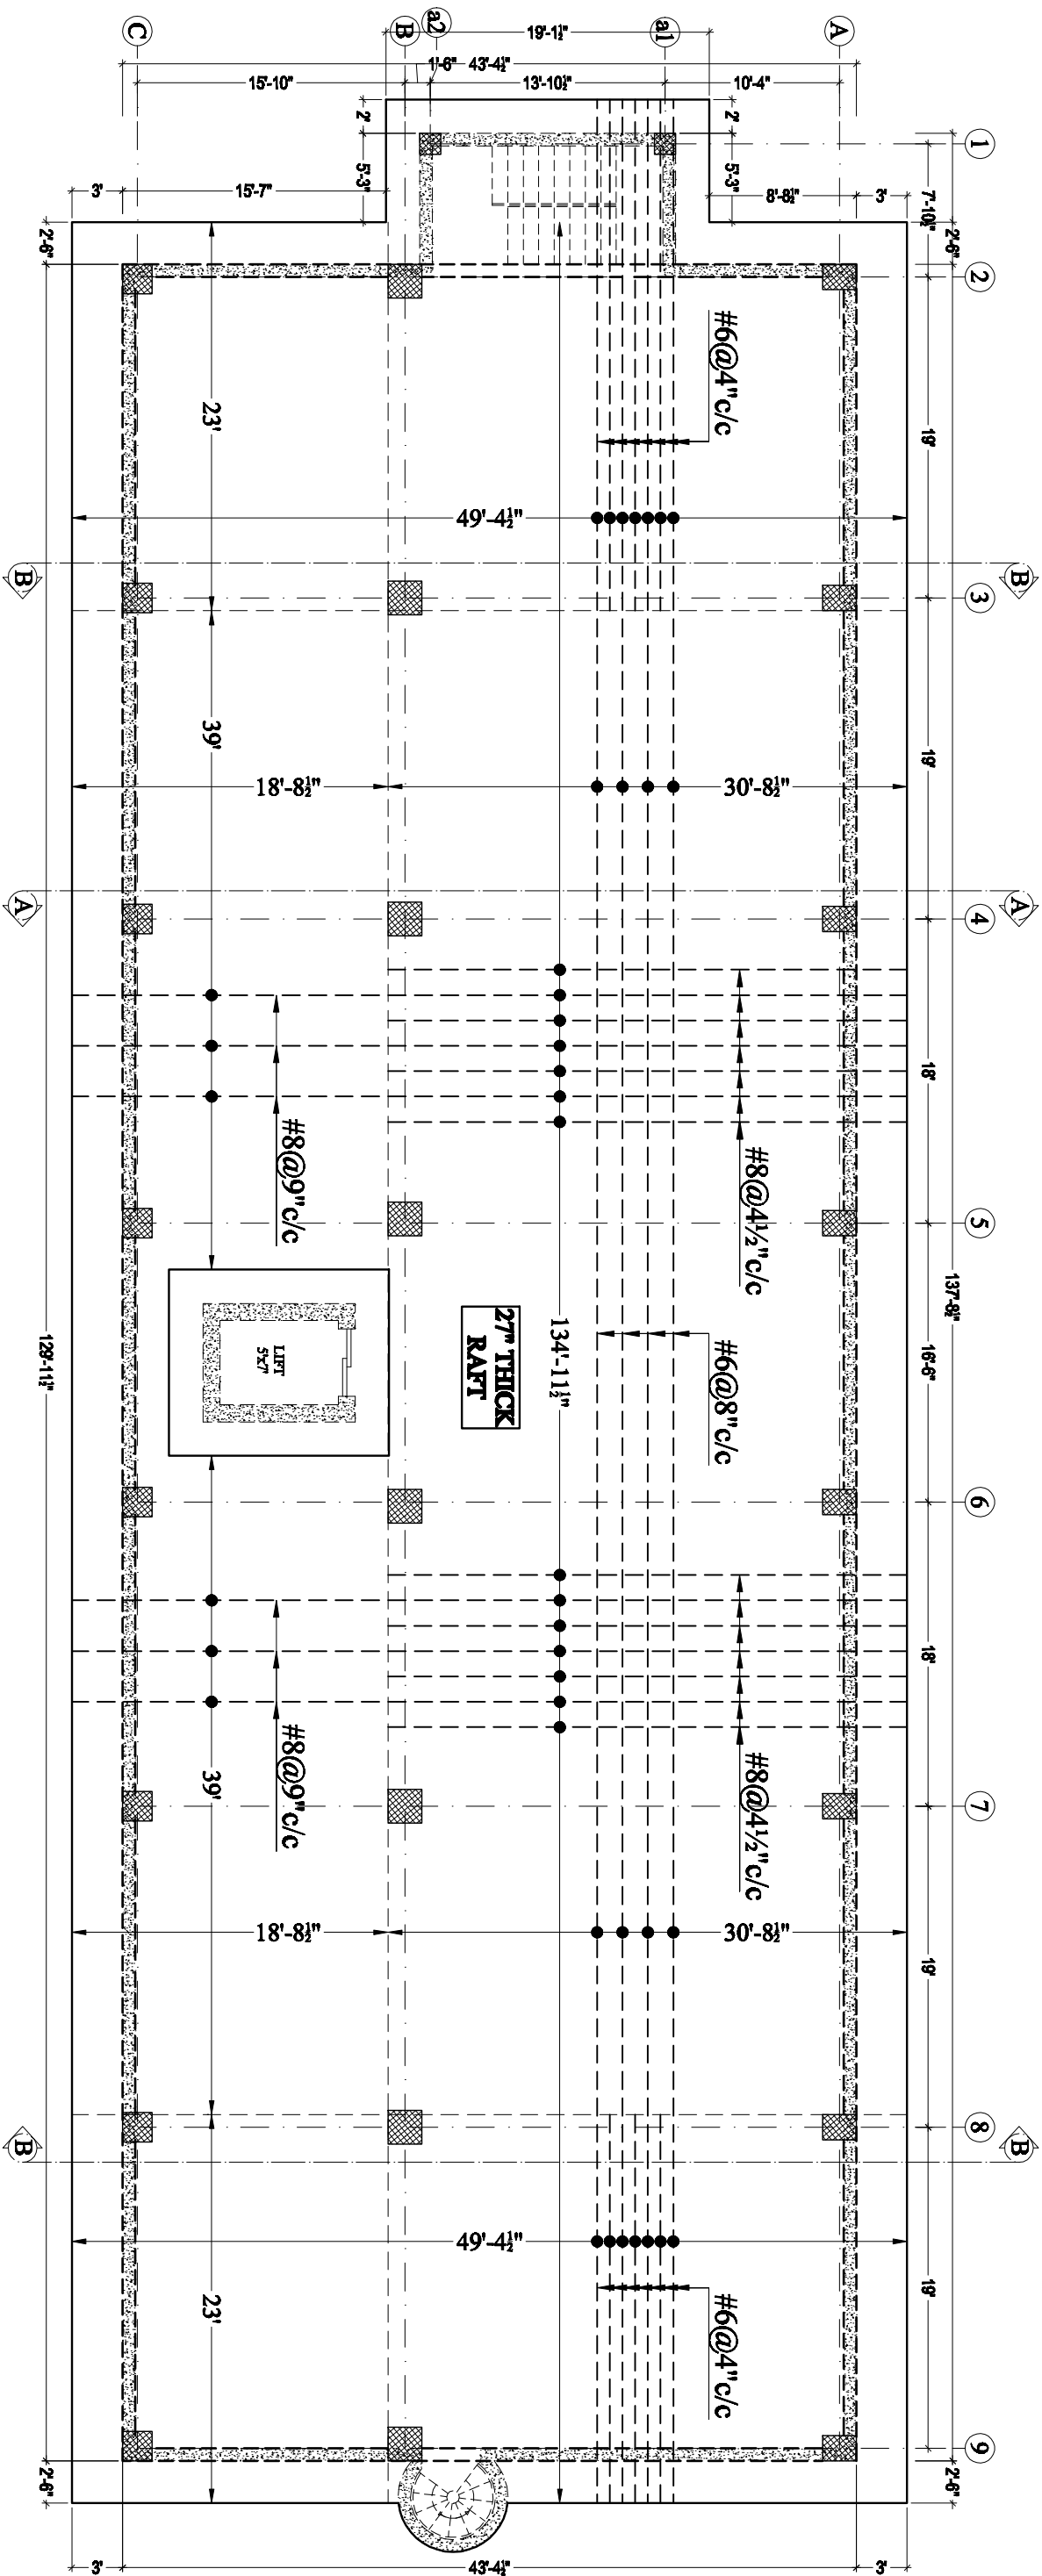 B A B
1 2 3 4 5 6 7 8 9
2'-6" 137'-8½" 2'-6"
7'-10½" 19' 19' 18' 16'-6" 18' 19' 19'
3' 3'
A
10'-4"
8'-8½"
2' 5'-3"
#6@4"c/c
30'-8½"
#8@4½"c/c
#6@8"c/c
#8@4½"c/c
30'-8½"
#6@4"c/c
a1
19'-1½"
13'-10½"
43'-4½"
134'-11½"
49'-4½"
27" THICK
RAFT
49'-4½"
43'-4½"
a2
1'-6"
B
2' 5'-3"
15'-10"
15'-7"
18'-8½"
#8@9"c/c
LIFT
5'x7'
#8@9"c/c
18'-8½"
23' 39' 39' 23'
C
3' 3'
2'-6" 129'-11½" 2'-6"
B A B